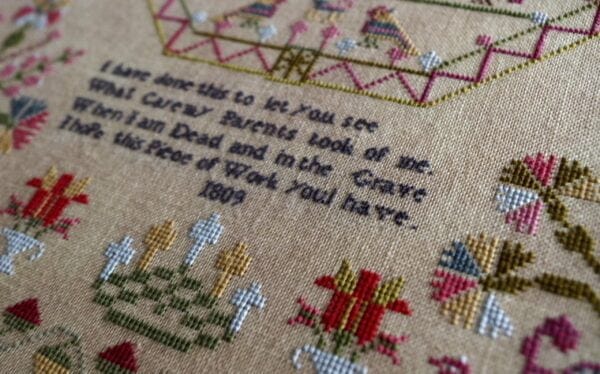 I have done this to let you see
What Carew my Parents took of me.
When I am Dead and in the Grave
I hope this Piece of Work youl have.
1809